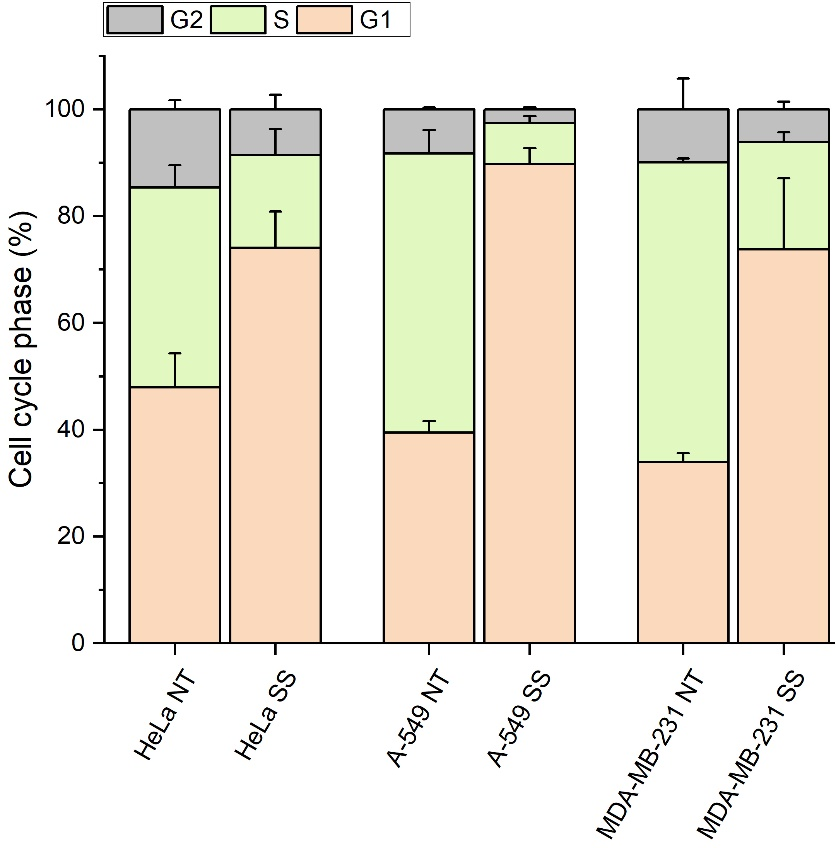 G2 S G1
Cell cycle phase (%)
100
80
60
40
20
0
HeLa NT
HeLa SS
A-549 NT
A-549 SS
MDA-MB-231 NT
MDA-MB-231 SS